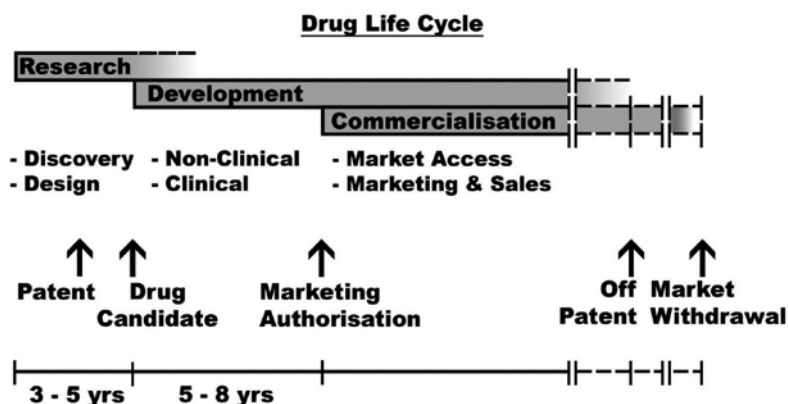 Drug Life Cycle
Research
Development
Commercialisation
- Discovery
- Design
- Non-Clinical
- Clinical
- Market Access
- Marketing & Sales
Patent
Drug
Candidate
Marketing
Authorisation
Off
Patent
Market
Withdrawal
3 - 5 yrs
5 - 8 yrs